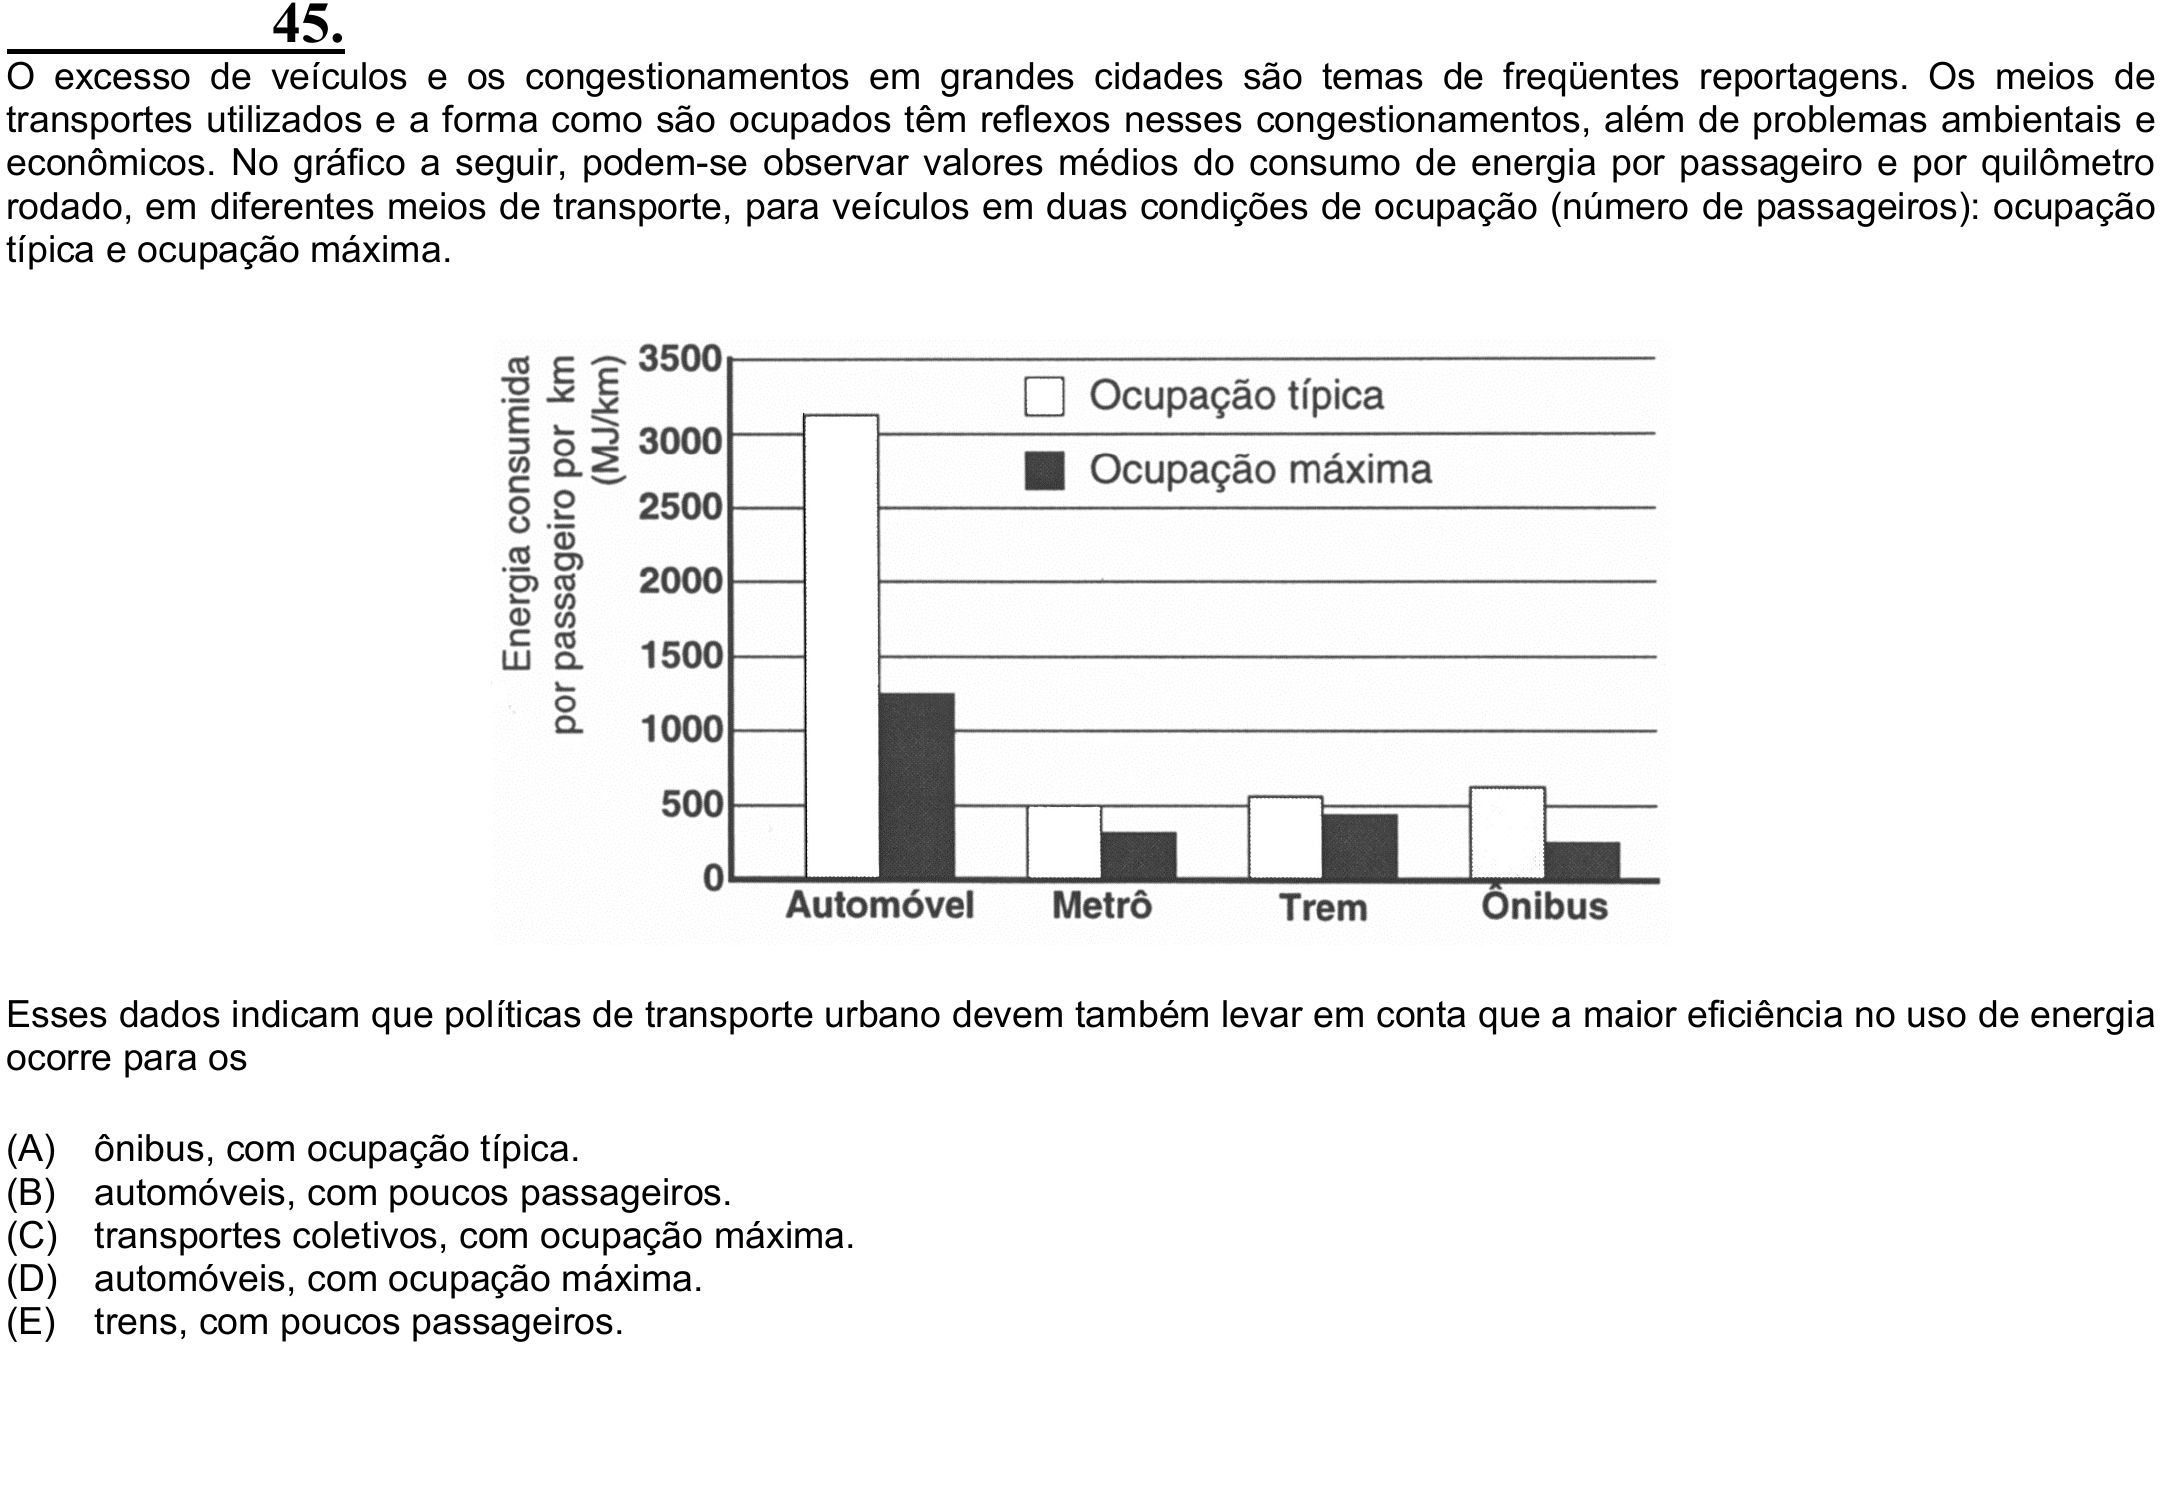 45.
O excesso de veículos e os congestionamentos em grandes cidades são temas de freqüentes reportagens. Os meios de
transportes utilizados e a forma como são ocupados têm reflexos nesses congestionamentos, além de problemas ambientais e
econômicos. No gráfico a seguir, podem-se observar valores médios do consumo de energia por passageiro e por quilômetro
rodado, em diferentes meios de transporte, para veículos em duas condições de ocupação (número de passageiros): ocupação
típica e ocupação máxima.
Energia consumida
por passageiro por km
(MJ/km)
3500
3000
2500
2000
1500
1000
500
0
Ocupação típica
Ocupação máxima
Automóvel Metrô Trem Ônibus
Esses dados indicam que políticas de transporte urbano devem também levar em conta que a maior eficiência no uso de energia
ocorre para os
(A) ônibus, com ocupação típica.
(B) automóveis, com poucos passageiros.
(C) transportes coletivos, com ocupação máxima.
(D) automóveis, com ocupação máxima.
(E) trens, com poucos passageiros.